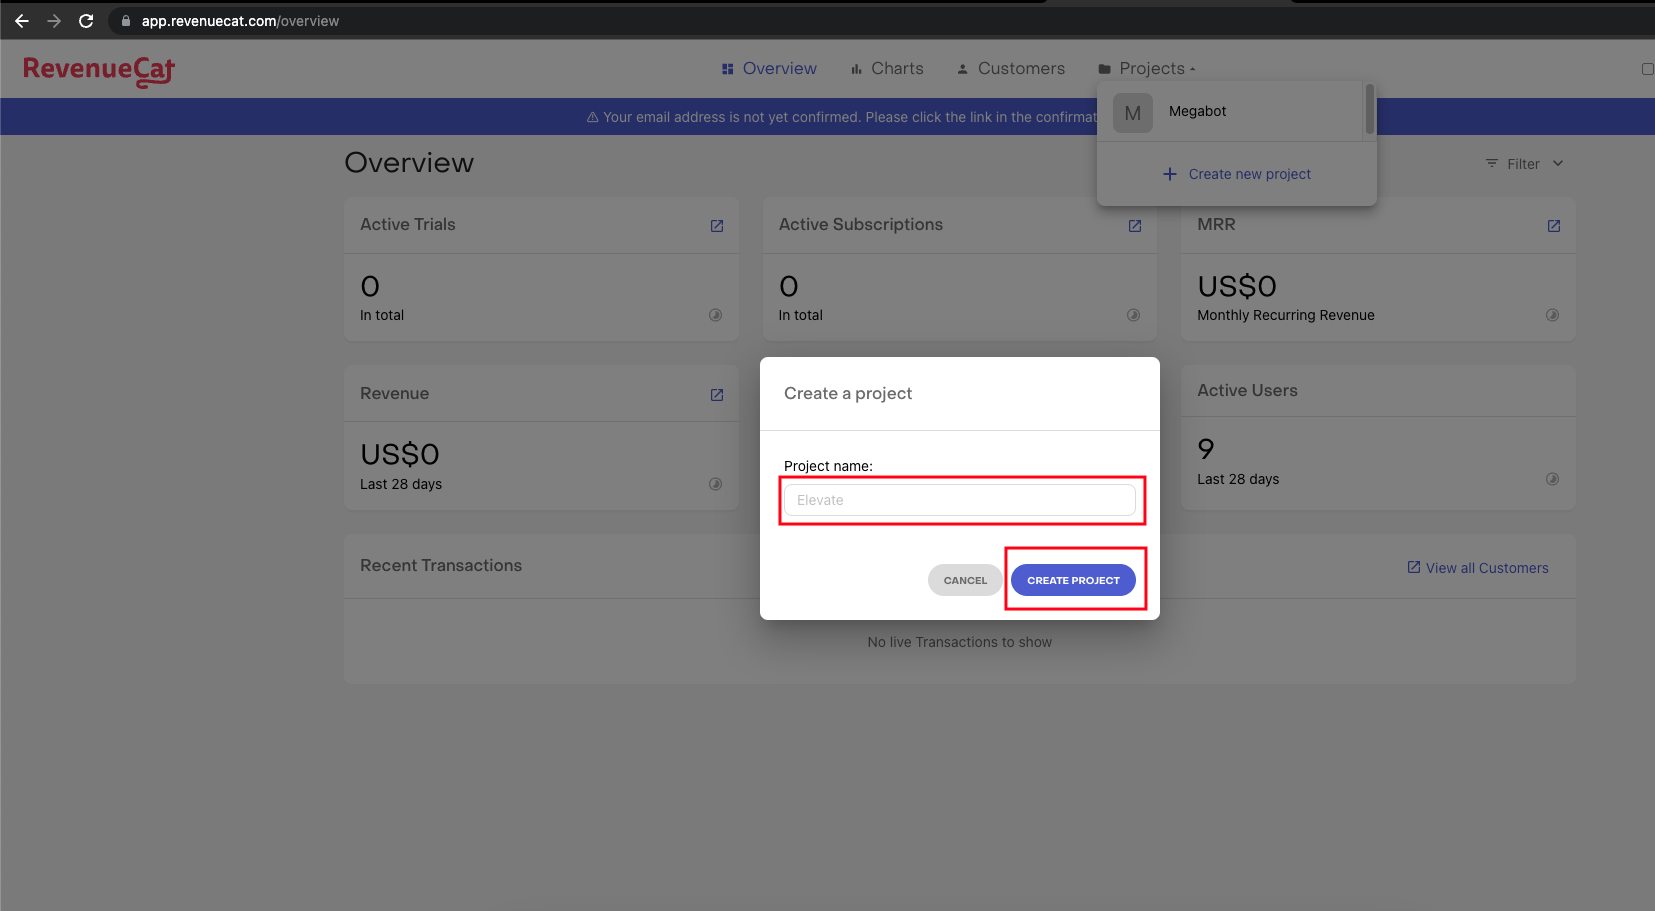 app.revenuecat.com/overview
RevenueCat
Overview
Charts
Customers
Projects
Your email address is not yet confirmed. Please click the link in the confirmat
M
Megabot
Create new project
Overview
Filter
Active Trials
0
In total
Active Subscriptions
0
In total
MRR
US$0
Monthly Recurring Revenue
Revenue
US$0
Last 28 days
Active Users
9
Last 28 days
Create a project
Project name:
Elevate
CANCEL
CREATE PROJECT
Recent Transactions
View all Customers
No live Transactions to show